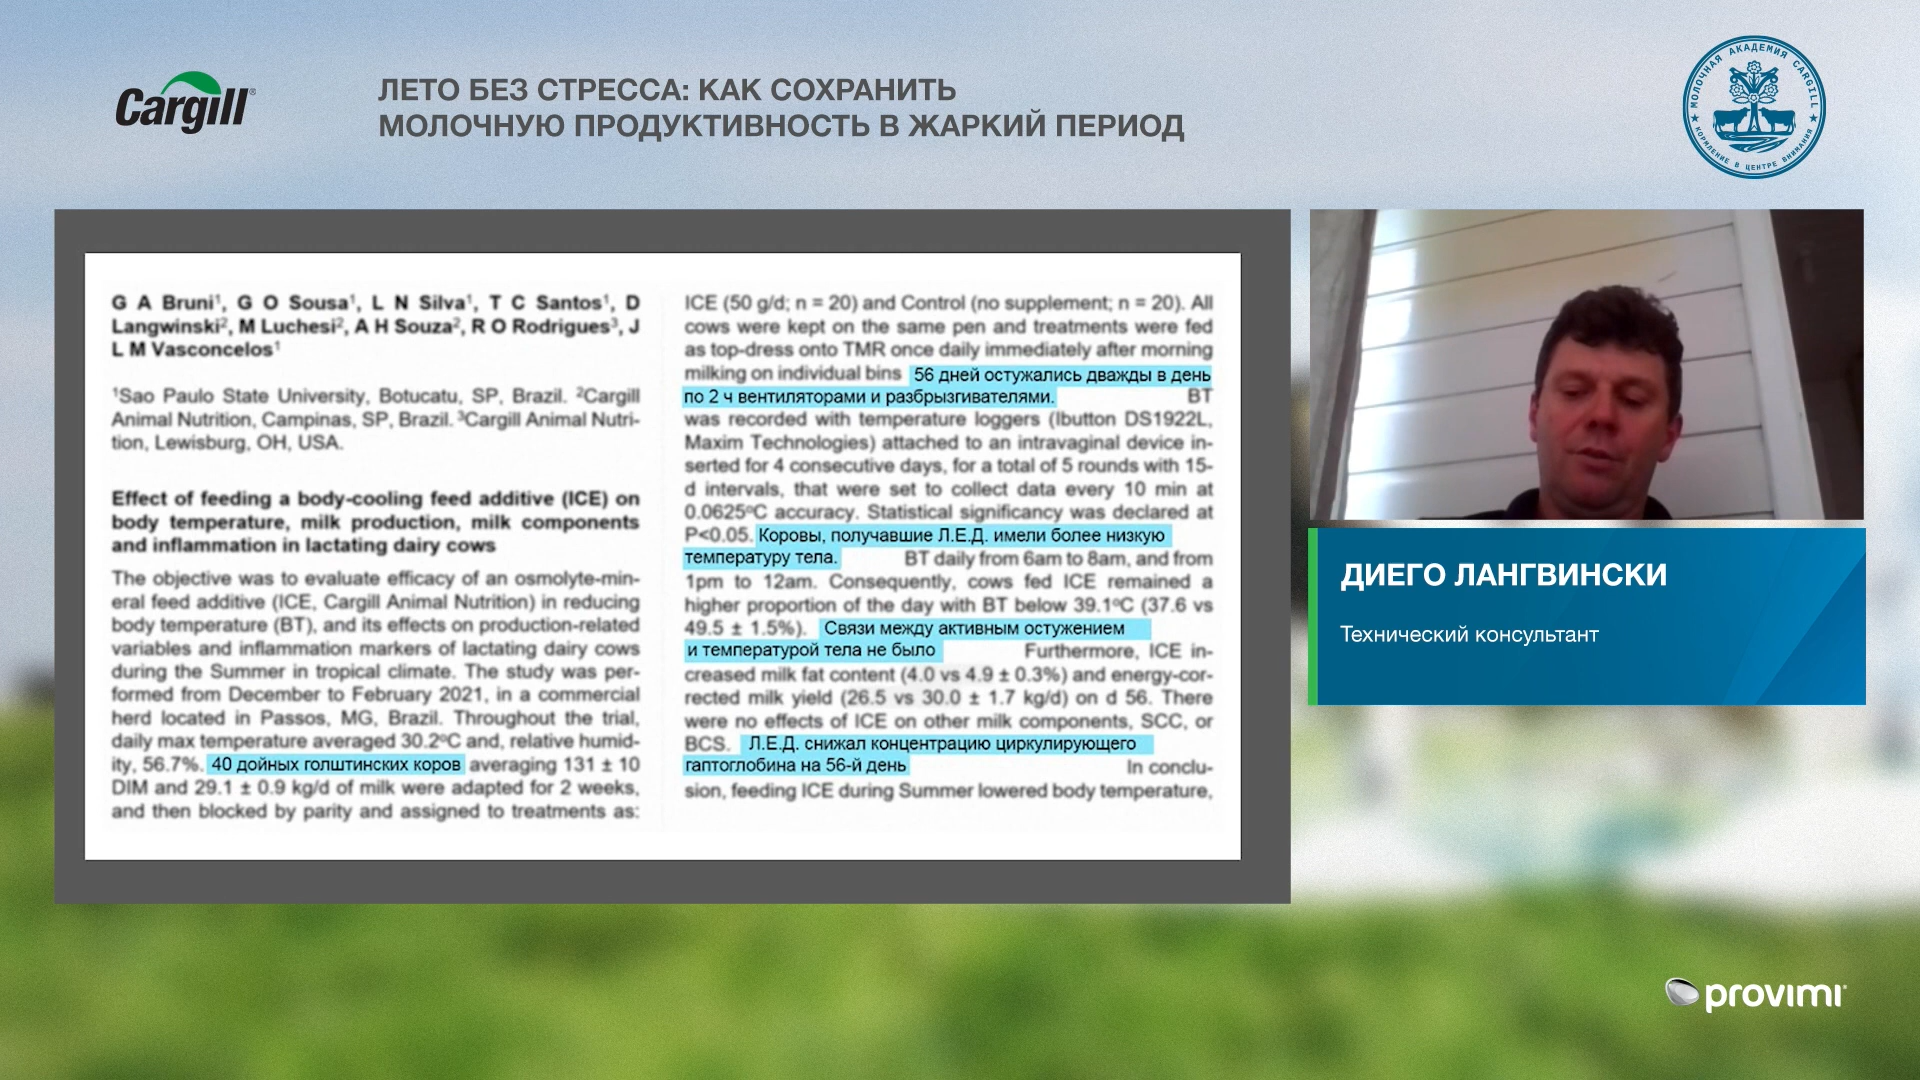 Cargill®
ЛЕТО БЕЗ СТРЕССА: КАК СОХРАНИТЬ
МОЛОЧНУЮ ПРОДУКТИВНОСТЬ В ЖАРКИЙ ПЕРИОД
МОЛОЧНАЯ АКАДЕМИЯ CARGILL
КОРМЛЕНИЕ В ЦЕНТРЕ ВНИМАНИЯ
G A Bruni¹, G O Sousa¹, L N Silva¹, T C Santos¹, D
Langwinski², M Luchesi², A H Souza², R O Rodrigues³, J
L M Vasconcelos¹
¹Sao Paulo State University, Botucatu, SP, Brazil. ²Cargill
Animal Nutrition, Campinas, SP, Brazil. ³Cargill Animal Nutri-
tion, Lewisburg, OH, USA.
Effect of feeding a body-cooling feed additive (ICE) on
body temperature, milk production, milk components
and inflammation in lactating dairy cows
The objective was to evaluate efficacy of an osmolyte-min-
eral feed additive (ICE, Cargill Animal Nutrition) in reducing
body temperature (BT), and its effects on production-related
variables and inflammation markers of lactating dairy cows
during the Summer in tropical climate. The study was per-
formed from December to February 2021, in a commercial
herd located in Passos, MG, Brazil. Throughout the trial,
daily max temperature averaged 30.2ºC and, relative humid-
ity, 56.7%. 40 дойных голштинских коров averaging 131 ± 10
DIM and 29.1 ± 0.9 kg/d of milk were adapted for 2 weeks,
and then blocked by parity and assigned to treatments as:
ICE (50 g/d; n = 20) and Control (no supplement; n = 20). All
cows were kept on the same pen and treatments were fed
as top-dress onto TMR once daily immediately after morning
milking on individual bins 56 дней остужались дважды в день
по 2 ч вентиляторами и разбрызгивателями. BT
was recorded with temperature loggers (Ibutton DS1922L,
Maxim Technologies) attached to an intravaginal device in-
serted for 4 consecutive days, for a total of 5 rounds with 15-
d intervals, that were set to collect data every 10 min at
0.0625ºC accuracy. Statistical significancy was declared at
P<0.05. Коровы, получавшие Л.Е.Д. имели более низкую
температуру тела. BT daily from 6am to 8am, and from
1pm to 12am. Consequently, cows fed ICE remained a
higher proportion of the day with BT below 39.1ºC (37.6 vs
49.5 ± 1.5%). Связи между активным остужением
и температурой тела не было Furthermore, ICE in-
creased milk fat content (4.0 vs 4.9 ± 0.3%) and energy-cor-
rected milk yield (26.5 vs 30.0 ± 1.7 kg/d) on d 56. There
were no effects of ICE on other milk components, SCC, or
BCS. Л.Е.Д. снижал концентрацию циркулирующего
гаптоглобина на 56-й день In conclu-
sion, feeding ICE during Summer lowered body temperature,
ДИЕГО ЛАНГВИНСКИ
Технический консультант
provimi